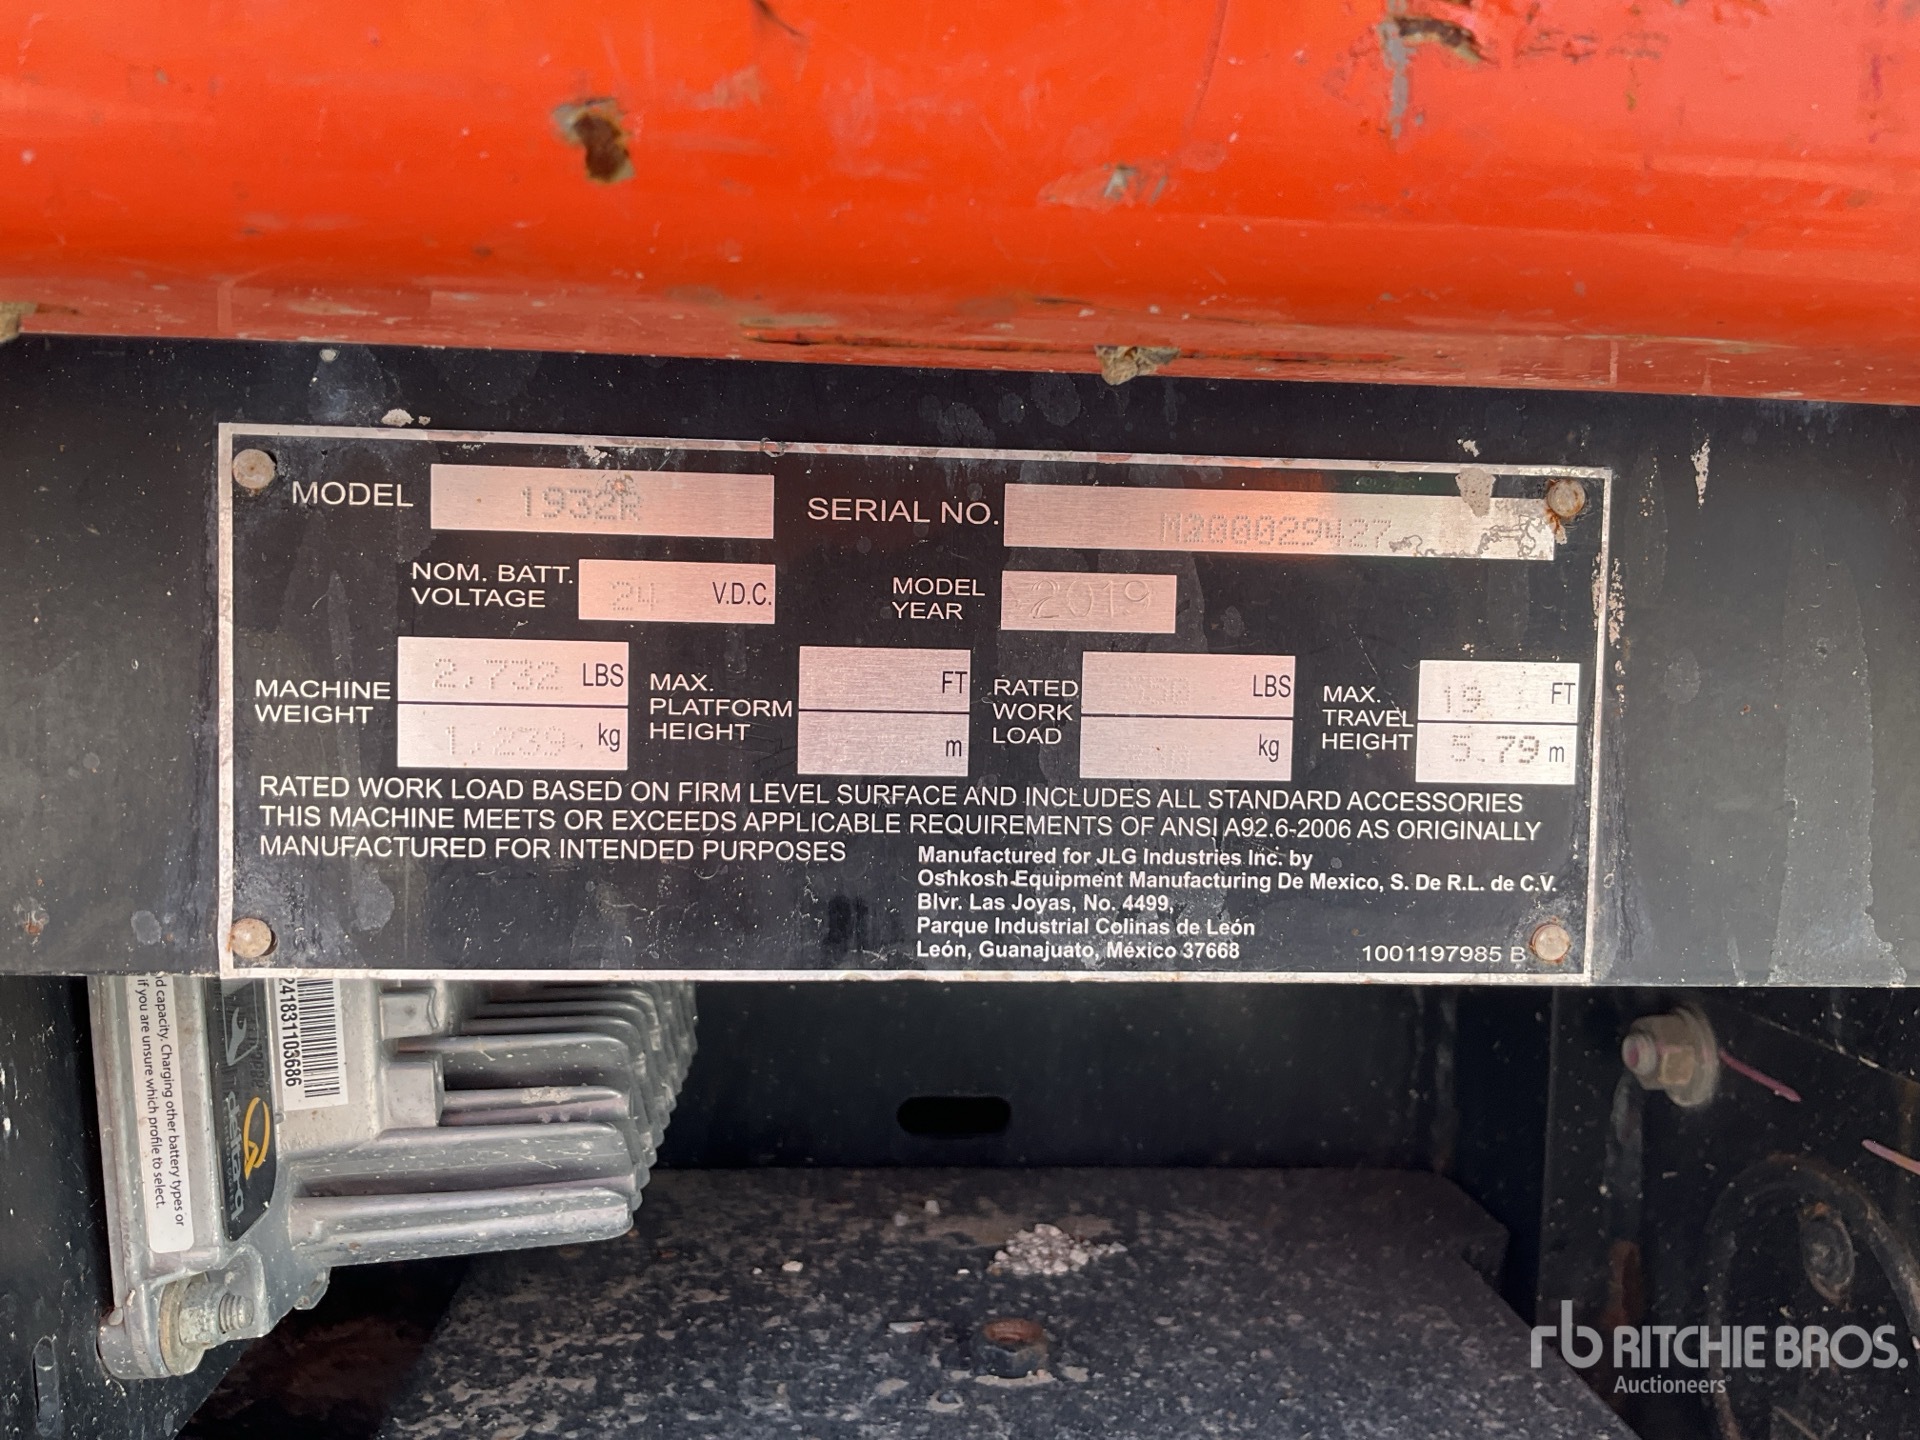 MODEL 1932R SERIAL NO. M200029427
NOM. BATT. VOLTAGE 24 V.D.C. MODEL YEAR 2019
MACHINE WEIGHT 2,732 LBS 1,239. kg MAX. PLATFORM HEIGHT FT m RATED WORK LOAD LBS kg MAX. TRAVEL HEIGHT 19 FT 5.79 m
RATED WORK LOAD BASED ON FIRM LEVEL SURFACE AND INCLUDES ALL STANDARD ACCESSORIES
THIS MACHINE MEETS OR EXCEEDS APPLICABLE REQUIREMENTS OF ANSI A92.6-2006 AS ORIGINALLY
MANUFACTURED FOR INTENDED PURPOSES
Manufactured for JLG Industries Inc. by
Oshkosh Equipment Manufacturing De Mexico, S. De R.L. de C.V.
Blvr. Las Joyas, No. 4499,
Parque Industrial Colinas de León
León, Guanajuato, México 37668
1001197985 B
241831103686
delta-q
d capacity. Charging other battery types or
if you are unsure which profile to select.
rb RITCHIE BROS.
Auctioneers